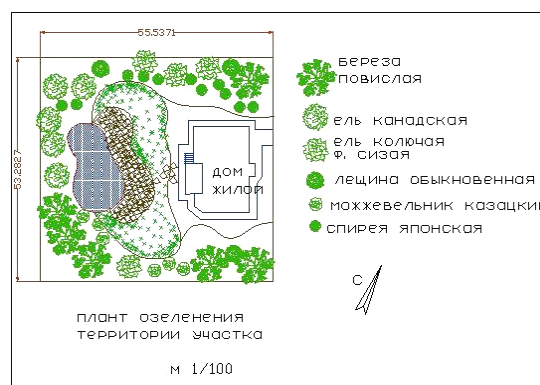 55.5371
53.2827
береза
повислая
ель канадская
ель колючая
ф. сизая
лещина обыкновенная
можжевельник казацкий
спирея японская
дом
жилой
С
плант озеленения
территории участка
м 1/100